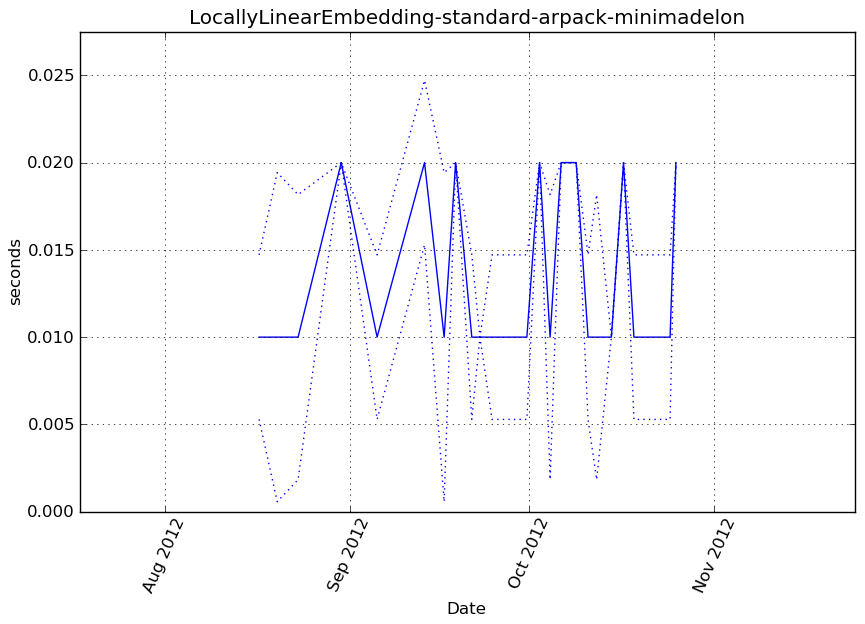 LocallyLinearEmbedding-standard-arpack-minimadelon
0.025
0.020
0.015
0.010
0.005
0.000
seconds
Aug 2012
Sep 2012
Oct 2012
Nov 2012
Date